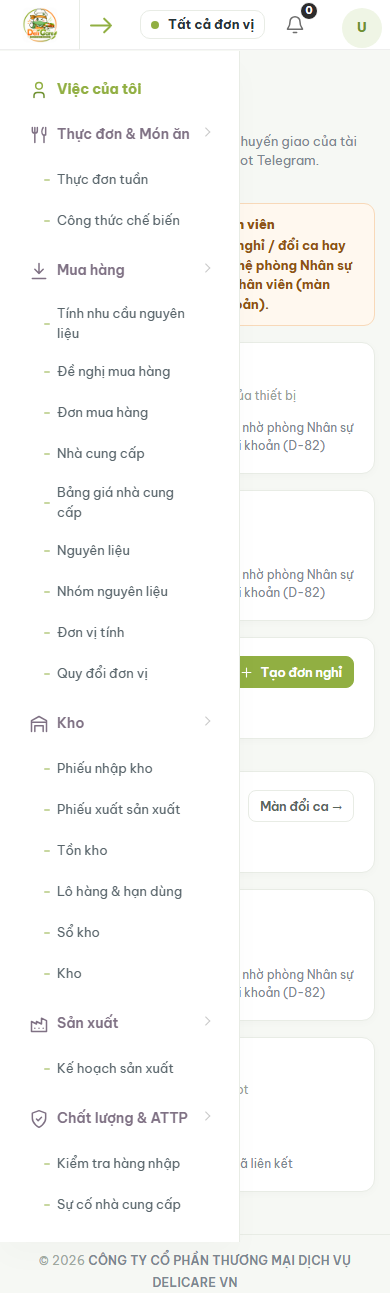 Tất cả đơn vị
0
U
Việc của tôi
Thực đơn & Món ăn
Thực đơn tuần
Công thức chế biến
Mua hàng
Tính nhu cầu nguyên
liệu
Đề nghị mua hàng
Đơn mua hàng
Nhà cung cấp
Bảng giá nhà cung
cấp
Nguyên liệu
Nhóm nguyên liệu
Đơn vị tính
Quy đổi đơn vị
Kho
Phiếu nhập kho
Phiếu xuất sản xuất
Tồn kho
Lô hàng & hạn dùng
Sổ kho
Kho
Sản xuất
Kế hoạch sản xuất
Chất lượng & ATTP
Kiểm tra hàng nhập
Sự cố nhà cung cấp
huyển giao của tài
ot Telegram.
n viên
nghỉ / đổi ca hay
hệ phòng Nhân sự
hân viên (màn
oản).
ủa thiết bị
nhờ phòng Nhân sự
i khoản (D-82)
nhờ phòng Nhân sự
i khoản (D-82)
Tạo đơn nghỉ
Màn đổi ca →
nhờ phòng Nhân sự
i khoản (D-82)
ot
ã liên kết
© 2026 CÔNG TY CỔ PHẦN THƯƠNG MẠI DỊCH VỤ
DELICARE VN